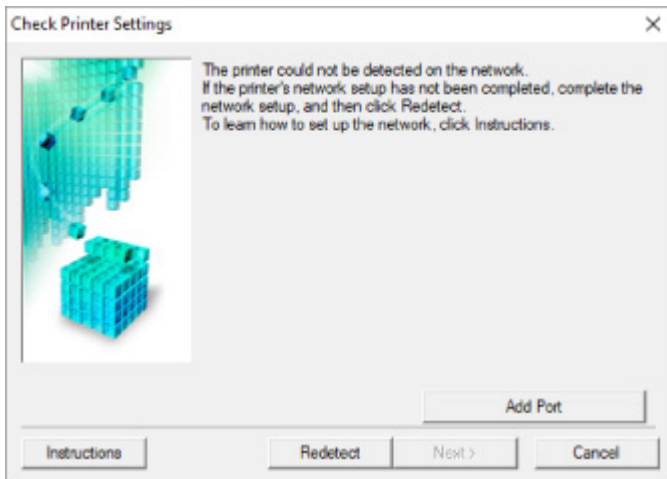 Check Printer Settings
The printer could not be detected on the network.
If the printer's network setup has not been completed, complete the
network setup, and then click Redetect.
To learn how to set up the network, click Instructions.
Add Port
Instructions Redetect Next > Cancel